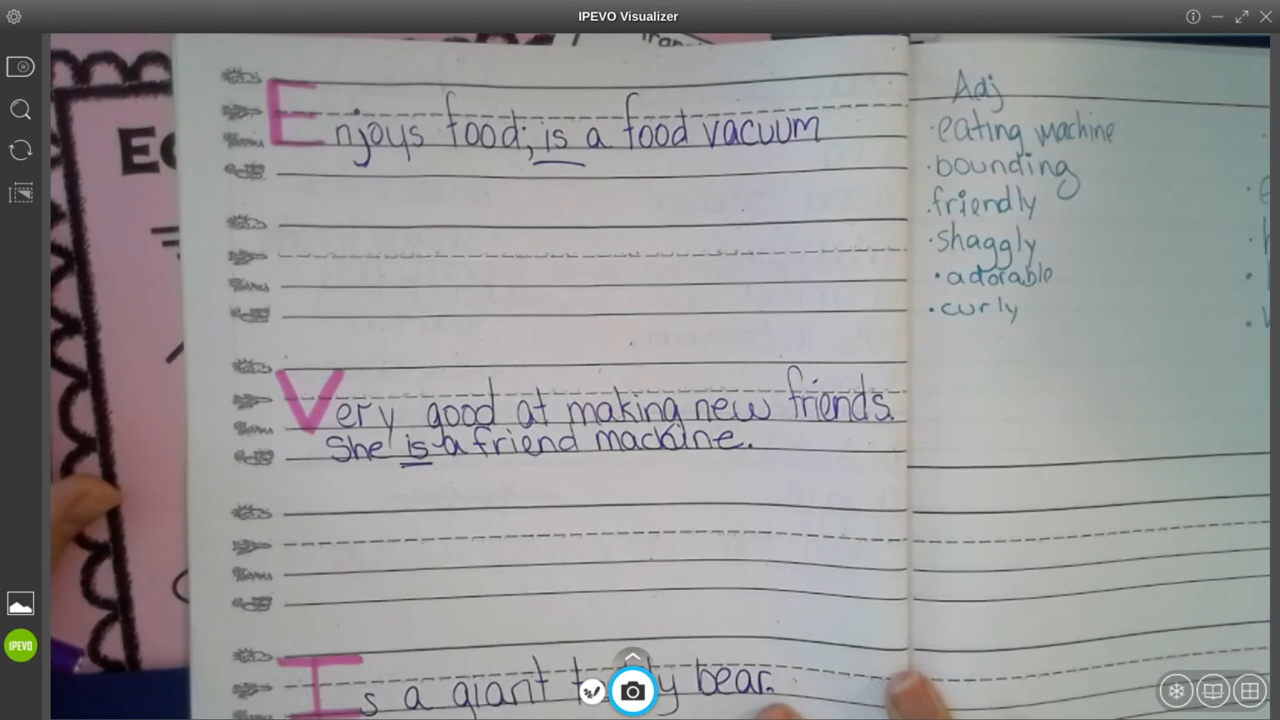 IPEVO Visualizer
Enjoys food; is a food vacuum
Very good at making new friends.
She is a friend machine.
Is a giant bear.
Adj
·eating machine
·bounding
·friendly
·shaggly
·adorable
·curly
IPEVO